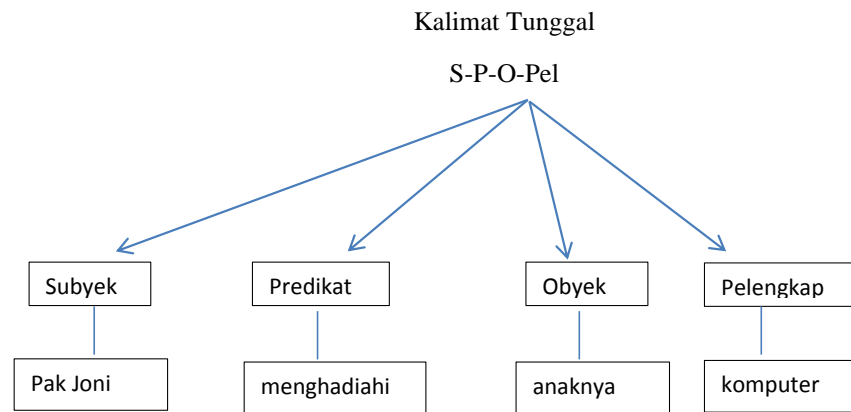 Kalimat Tunggal
S-P-O-Pel
Subyek
Predikat
Obyek
Pelengkap
Pak Joni
menghadiahi
anaknya
komputer